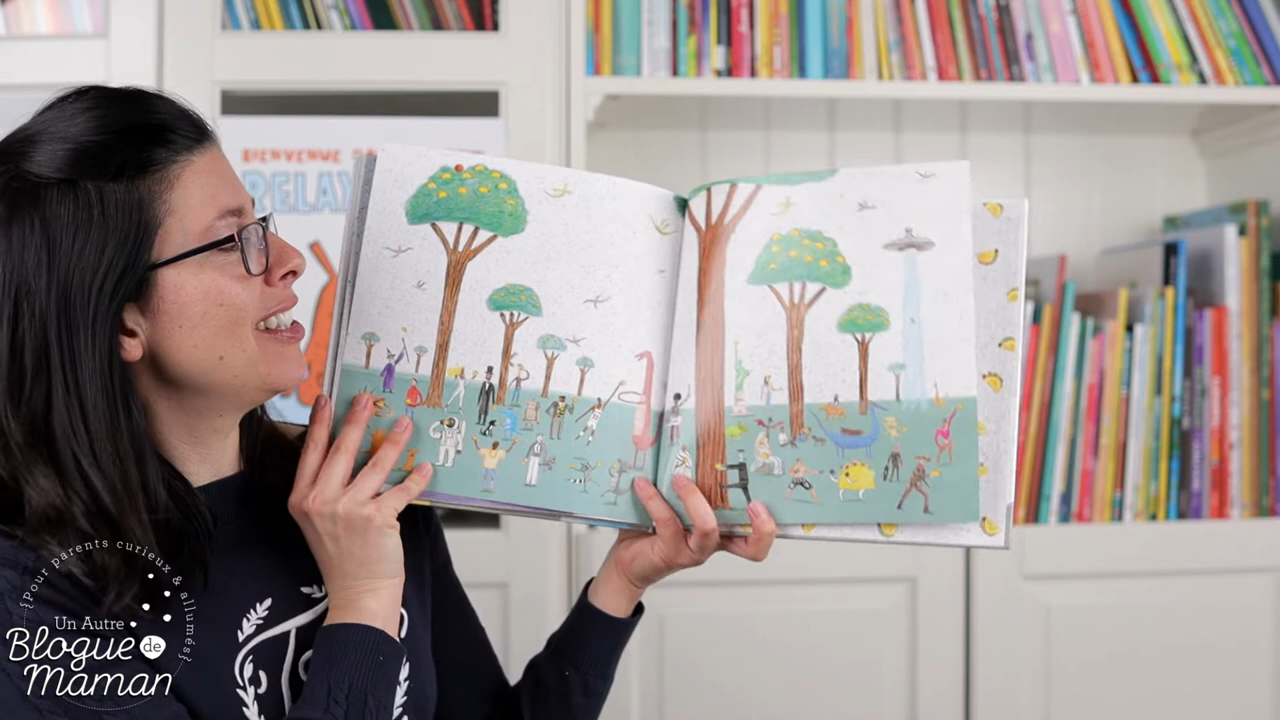 BIENVENUE
RELAX
{Pour parents curieux & allumés}
Un Autre
Blogue de
Maman